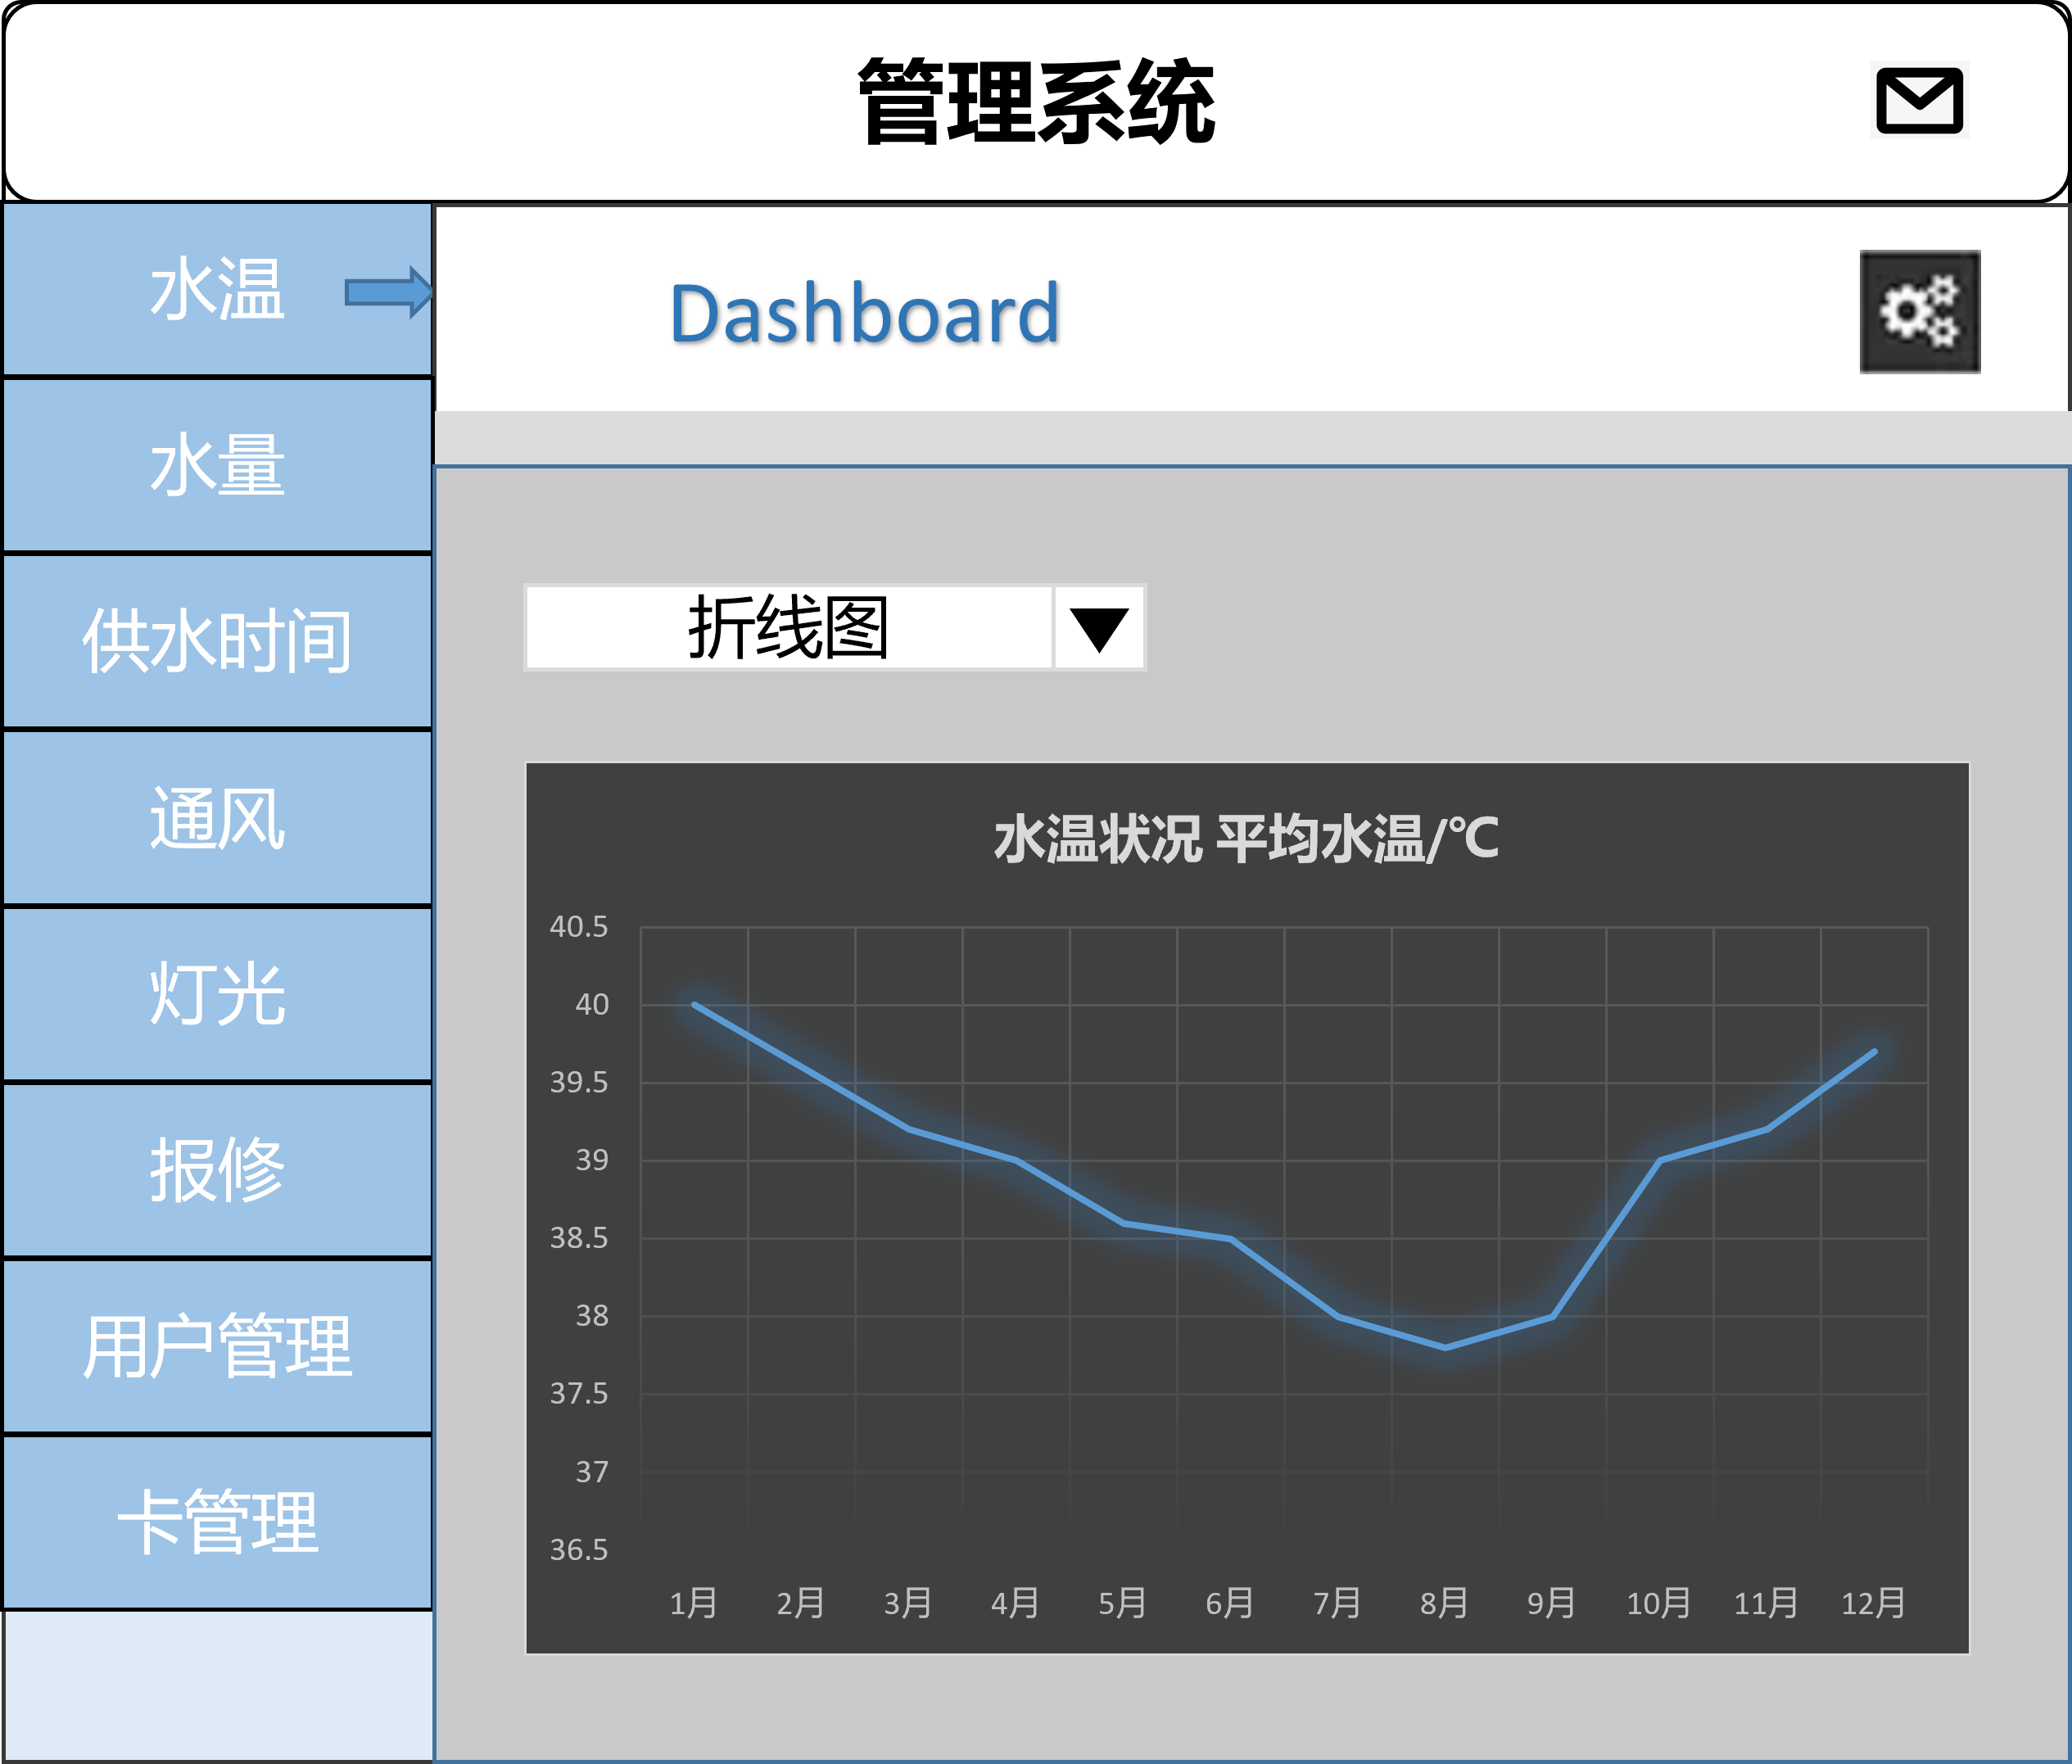 管理系统
水温
水量
供水时间
通风
灯光
报修
用户管理
卡管理
Dashboard
折线图
水温状况 平均水温/℃
40.5
40
39.5
39
38.5
38
37.5
37
36.5
1月 2月 3月 4月 5月 6月 7月 8月 9月 10月 11月 12月